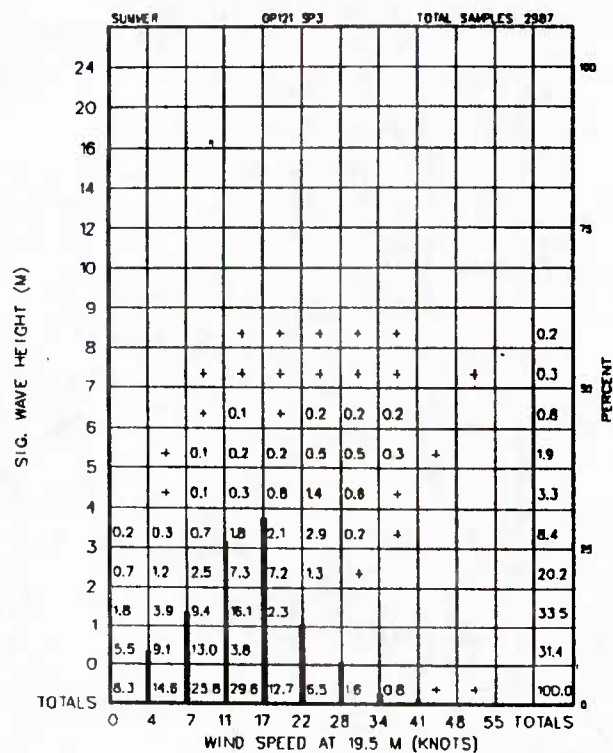 SUMMER OP121 SP3 TOTAL SAMPLES 2987
24 100
20
16
14
12 75
10
9
8 + + + + + 0.2
7 + + + + + + 0.3
50
6 + 0.1 + 0.2 0.2 0.2 0.8
5 + 0.1 0.2 0.2 0.5 0.5 0.3 + 1.9
4 + 0.1 0.3 0.8 1.4 0.6 + 3.3
3 0.2 0.3 0.7 1.8 2.1 2.9 0.2 + 8.4
25
2 0.7 1.2 2.5 7.3 7.2 1.3 + 20.2
1 1.8 3.9 9.4 16.1 2.3 33.5
0 5.5 9.1 13.0 3.8 31.4
TOTALS 8.3 14.6 25.8 29.6 12.7 6.5 1.6 0.8 + + 100.0 0
0 4 7 11 17 22 28 34 41 48 55 TOTALS
WIND SPEED AT 19.5 M (KNOTS)
SIG. WAVE HEIGHT (M)
PERCENT